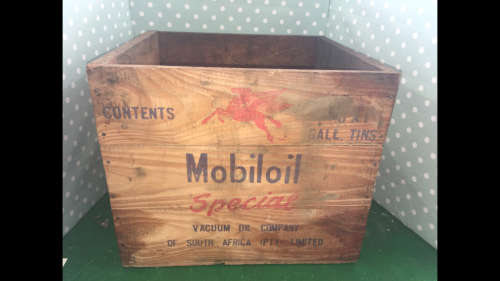 CONTENTS
GALL. TINS
Mobiloil
Special
VACUUM OIL COMPANY
OF SOUTH AFRICA (PTY) LIMITED